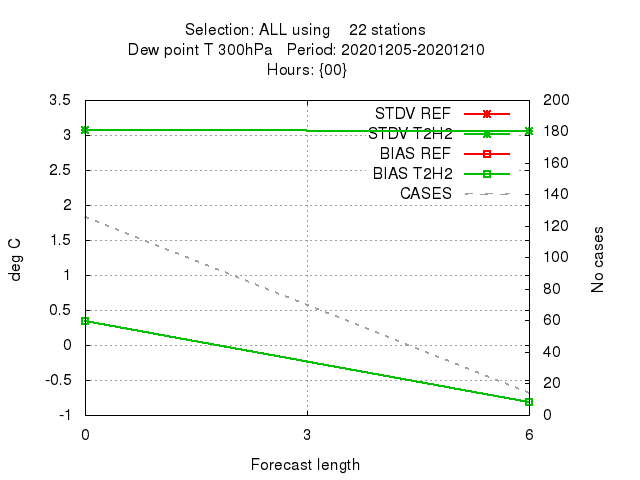 Selection: ALL using 22 stations
Dew point T 300hPa Period: 20201205-20201210
Hours: {00}
3.5
3
2.5
2
1.5
1
0.5
0
-0.5
-1
deg C
STDV REF
STDV T2H2
BIAS REF
BIAS T2H2
CASES
200
180
160
140
120
100
80
60
40
20
0
No cases
0 3 6
Forecast length